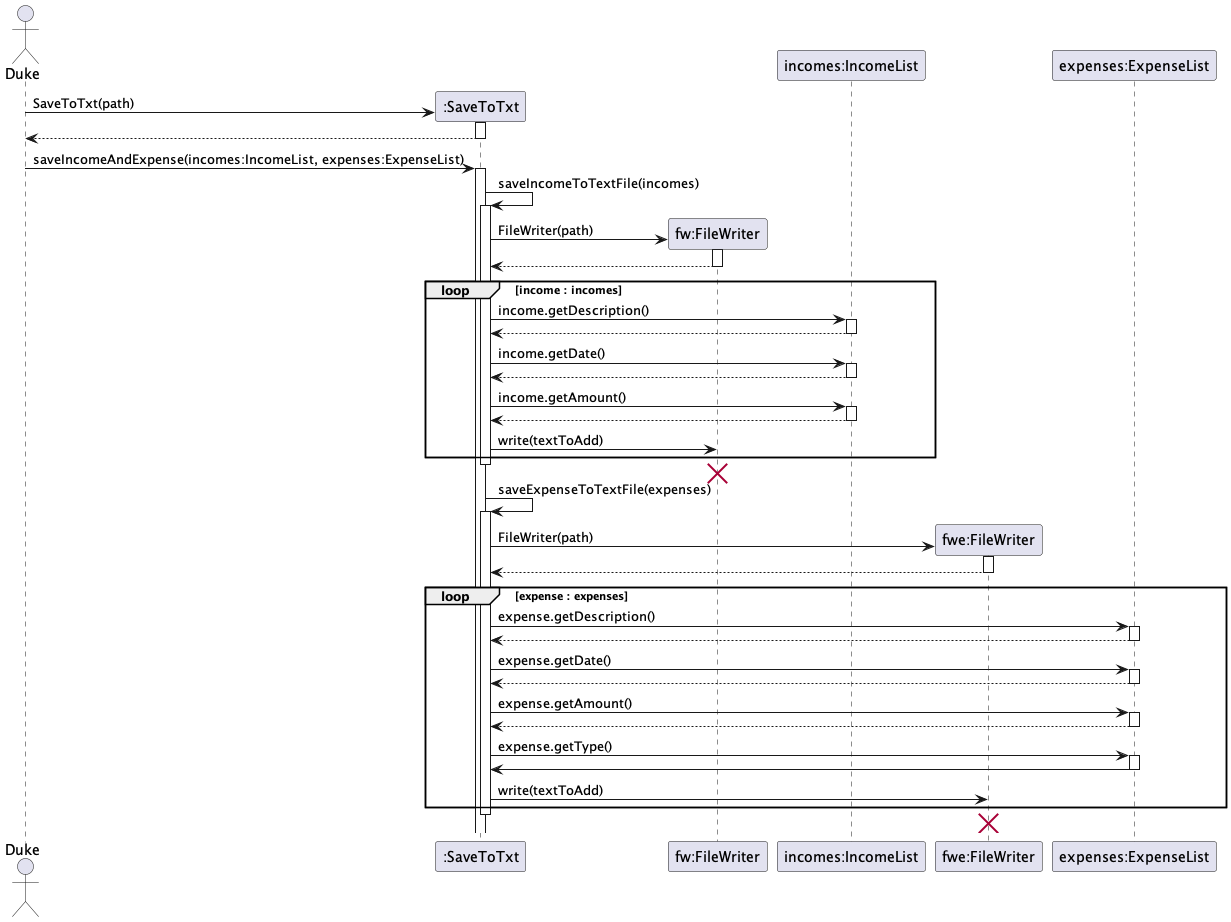 Duke
incomes:IncomeList
expenses:ExpenseList
SaveToTxt(path)
:SaveToTxt
saveIncomeAndExpense(incomes:IncomeList, expenses:ExpenseList)
saveIncomeToTextFile(incomes)
FileWriter(path)
fw:FileWriter
loop
[income : incomes]
income.getDescription()
income.getDate()
income.getAmount()
write(textToAdd)
saveExpenseToTextFile(expenses)
FileWriter(path)
fwe:FileWriter
loop
[expense : expenses]
expense.getDescription()
expense.getDate()
expense.getAmount()
expense.getType()
write(textToAdd)
Duke
:SaveToTxt
fw:FileWriter
incomes:IncomeList
fwe:FileWriter
expenses:ExpenseList